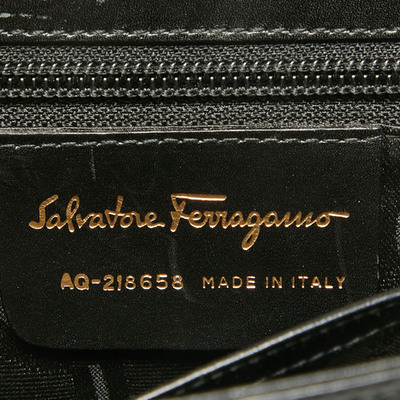 Salvatore Ferragamo
AQ-218658 MADE IN ITALY